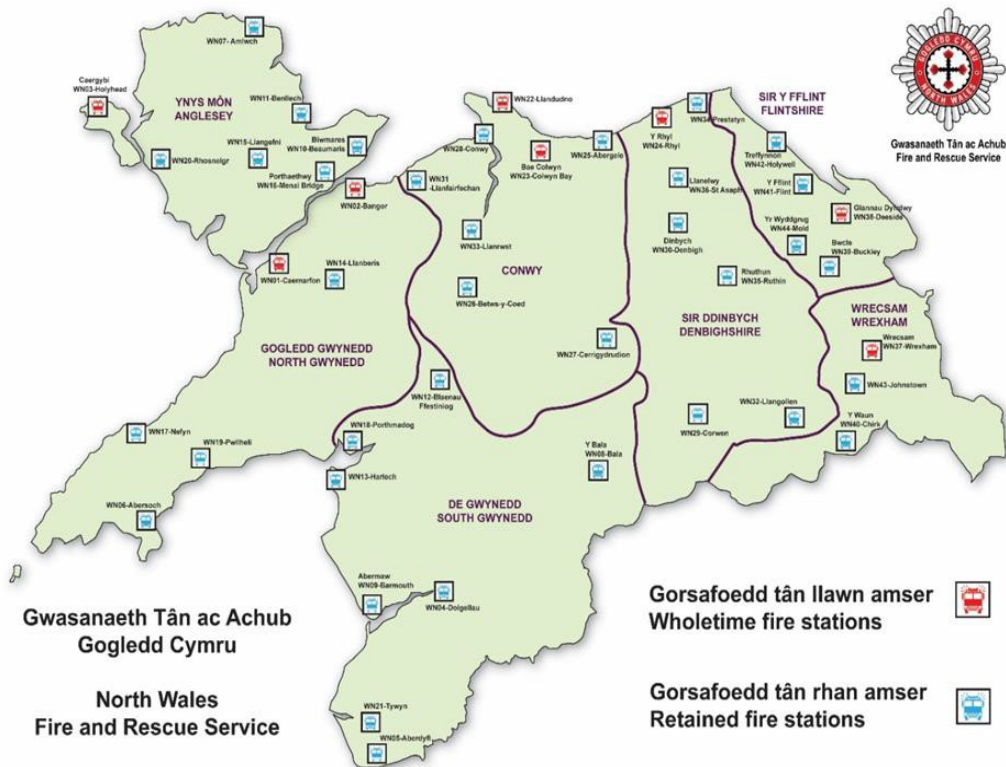 WN07- Amlwch
Caergybi
WN03-Holyhead
YNYS MÔN
ANGLESEY
WN11-Benllech
WN15-Llangefni
Biwmares
WN10-Beaumaris
WN20-Rhosneigr
Porthaethwy
WN16-Menai Bridge
WN02-Bangor
WN01-Caernarfon
WN14-Llanberis
WN22-Llandudno
WN28-Conwy
Bae Colwyn
WN23-Colwyn Bay
WN25-Abergele
WN31
-Llanfairfechan
WN33-Llanrwst
CONWY
WN26-Betws-y-Coed
WN27-Cerrigydrudion
Y Rhyl
WN24-Rhyl
WN34-Prestatyn
SIR Y FFLINT
FLINTSHIRE
Treffynnon
WN42-Holywell
Y Fflint
WN41-Flint
Llanelwy
WN36-St Asaph
Glannau Dyfrdwy
WN38-Deeside
Dinbych
WN30-Denbigh
Yr Wyddgrug
WN44-Mold
Bwcle
WN39-Buckley
Rhuthun
WN35-Ruthin
SIR DDINBYCH
DENBIGHSHIRE
WRECSAM
WREXHAM
Wrecsam
WN37-Wrexham
WN43-Johnstown
WN32-Llangollen
WN29-Corwen
Y Waun
WN40-Chirk
GOGLEDD GWYNEDD
NORTH GWYNEDD
WN12-Blaenau
Ffestiniog
WN17-Nefyn
WN19-Pwllheli
WN18-Porthmadog
WN13-Harlech
WN06-Abersoch
Y Bala
WN08-Bala
DE GWYNEDD
SOUTH GWYNEDD
Abermaw
WN09-Barmouth
WN04-Dolgellau
WN21-Tywyn
WN05-Aberdyfi
GOGLEDD CYMRU
NORTH WALES
Gwasanaeth Tân ac Achub
Fire and Rescue Service
Gwasanaeth Tân ac Achub
Gogledd Cymru
North Wales
Fire and Rescue Service
Gorsafoedd tân llawn amser
Wholetime fire stations
Gorsafoedd tân rhan amser
Retained fire stations